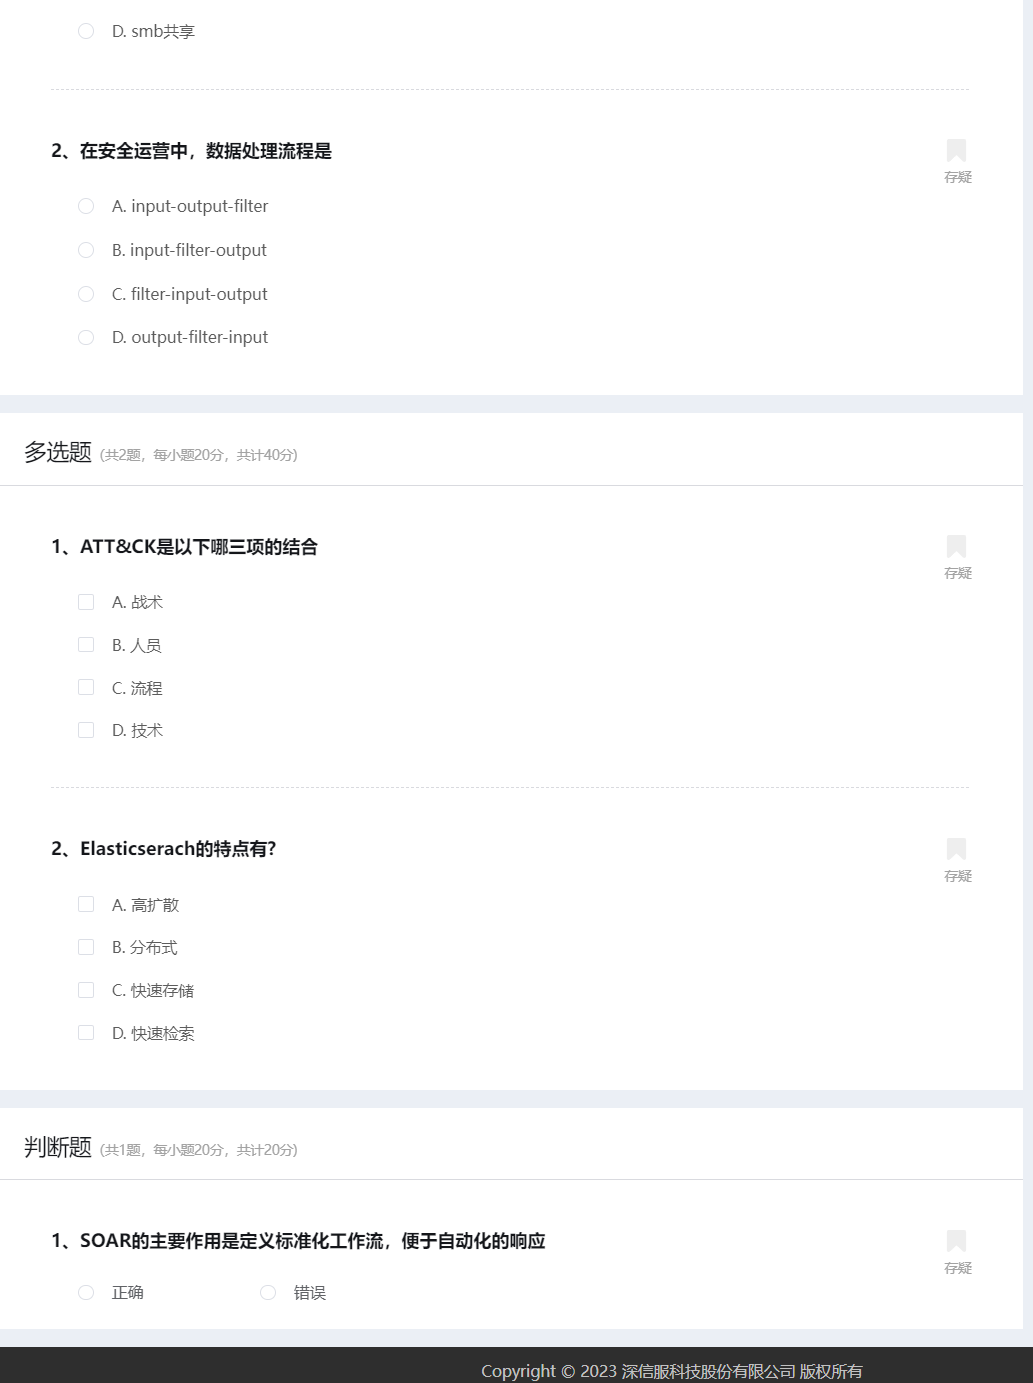 D. smb共享
2、在安全运营中，数据处理流程是
存疑
A. input-output-filter
B. input-filter-output
C. filter-input-output
D. output-filter-input
多选题 (共2题，每小题20分，共计40分)
1、ATT&CK是以下哪三项的结合
存疑
A. 战术
B. 人员
C. 流程
D. 技术
2、Elasticserach的特点有?
存疑
A. 高扩散
B. 分布式
C. 快速存储
D. 快速检索
判断题 (共1题，每小题20分，共计20分)
1、SOAR的主要作用是定义标准化工作流，便于自动化的响应
存疑
正确 错误
Copyright © 2023 深信服科技股份有限公司 版权所有